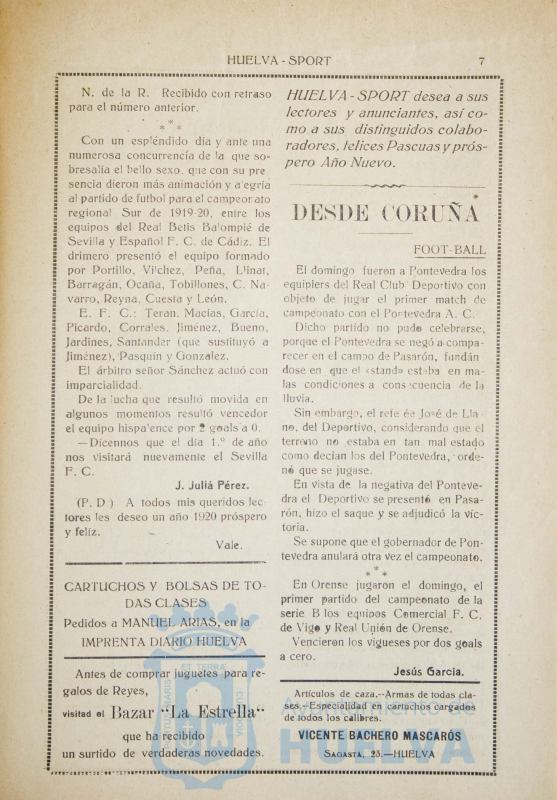 HUELVA - SPORT
7
N. de la R. Recibido con retraso
para el número anterior.
* * *
Con un espléndido día y ante una
numerosa concurrencia de la que so-
bresalía el bello sexo, que con su pre
sencia dieron más animación y a egría
al partido de futbol para el campeonato
regional Sur de 1919-20, entre los
equipos del Real Betis Balompié de
Sevilla y Español F. C. de Cádiz. El
drimero presentó el equipo formado
por Portillo, Vilchez, Peña, Llnat,
Barragán, Ocaña, Tobillones, C. Na-
varro, Reyna, Cuesta y León.
E. F. C.: Teran, Macías, García,
Picardo, Corrales, Jiménez, Bueno,
Jardines, Santander (que sustituyó a
Jiménez), Pasquín y Gonzalez.
El árbitro señor Sánchez actuó con
imparcialidad.
De la lucha que resultó movida en
algunos momentos resultó vencedor
el equipo hispalence por 2 goals a 0.
—Dícennos que el día 1.º de año
nos visitará nuevamente el Sevilla
F. C.
J. Juliá Pérez.
(P. D) A todos mis queridos lec
tores les deseo un año 1920 próspero
y feliz.
Vale.
CARTUCHOS Y BOLSAS DE TO-
DAS CLASES
Pedidos a MANUEL ARIAS, en la
IMPRENTA DIARIO HUELVA
Antes de comprar juguetes para re-
galos de Reyes,
visitad el Bazar "La Estrella"
que ha recibido
un surtido de verdaderas novedades.
HUELVA - SPORT desea a sus
lectores y anunciantes, así co-
mo a sus distinguidos colabo-
radores, felices Pascuas y prós-
pero Año Nuevo.
DESDE CORUÑA
FOOT-BALL
El domingo fueron a Pontevedra los
equipiers del Real Club Deportivo con
objeto de jugar el primer match de
campeonato con el Pontevedra A. C.
Dicho partido no pudo celebrarse,
porque el Pontevedra se negó a compa-
recer en el campo de Pasarón, fundán
dose en que el «stand» estaba en ma-
las condiciones a consecuencia de la
lluvia.
Sin embargo, el refe ée José de Lla-
no, del Deportivo, considerando que el
terreno no estaba en tan mal estado
como decían los del Pontevedra, orde-
nó que se jugase.
En vista de la negativa del Ponteve-
dra el Deportivo se presentó en Pasa-
rón, hizo el saque y se adjudicó la vic-
toria.
Se supone que el gobernador de Pon-
tevedra anulará otra vez el campeonato.
* * *
En Orense jugaron el domingo, el
primer partido del campeonato de la
serie B los equipos Comercial F. C.
de Vigo y Real Unión de Orense.
Vencieron los vigueses por dos goals
a cero.
Jesús Garcia.
Artículos de caza.—Armas de todas cla-
ses.—Especialidad en cartuchos cargados
de todos los calibres.
VICENTE BACHERO MASCARÓS
SAGASTA, 25.—HUELVA
Ayuntamiento de
HUELVA